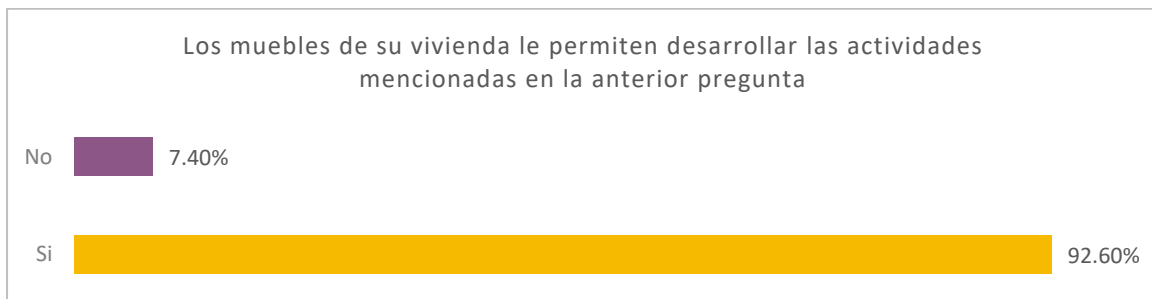 Los muebles de su vivienda le permiten desarrollar las actividades
mencionadas en la anterior pregunta
No 7.40%
Si 92.60%